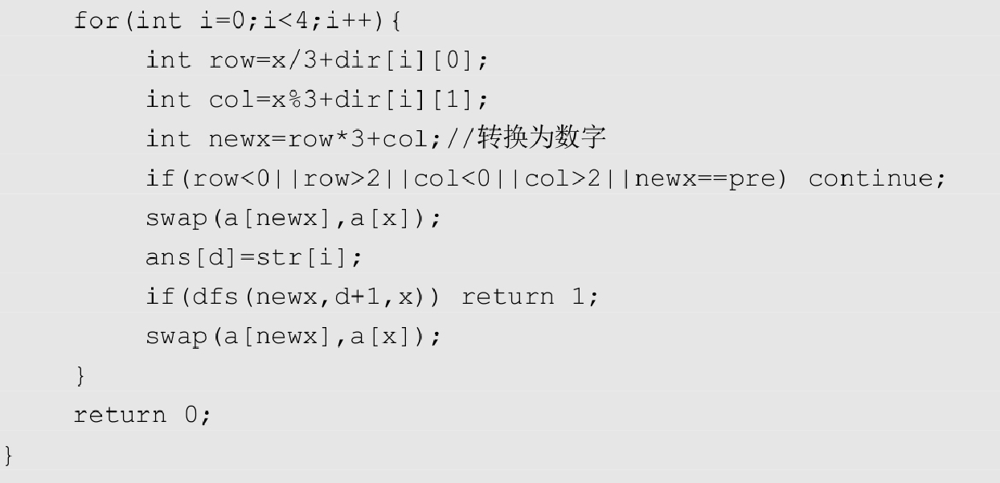 for(int i=0;i<4;i++){
int row=x/3+dir[i][0];
int col=x%3+dir[i][1];
int newx=row*3+col;//转换为数字
if(row<0||row>2||col<0||col>2||newx==pre) continue;
swap(a[newx],a[x]);
ans[d]=str[i];
if(dfs(newx,d+1,x)) return 1;
swap(a[newx],a[x]);
}
return 0;
}